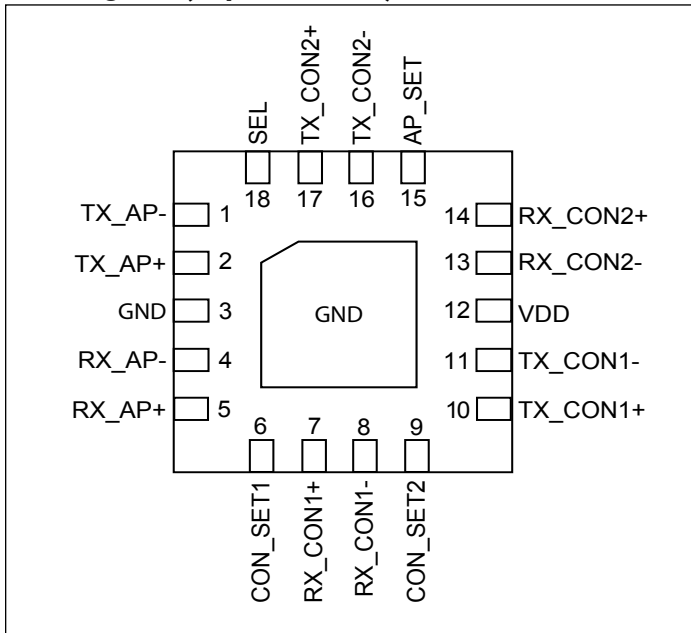 SEL
TX_CON2+
TX_CON2-
AP_SET
18
17
16
15
TX_AP- 1
TX_AP+ 2
GND 3
RX_AP- 4
RX_AP+ 5
GND
14 RX_CON2+
13 RX_CON2-
12 VDD
11 TX_CON1-
10 TX_CON1+
6
7
8
9
CON_SET1
RX_CON1+
RX_CON1-
CON_SET2